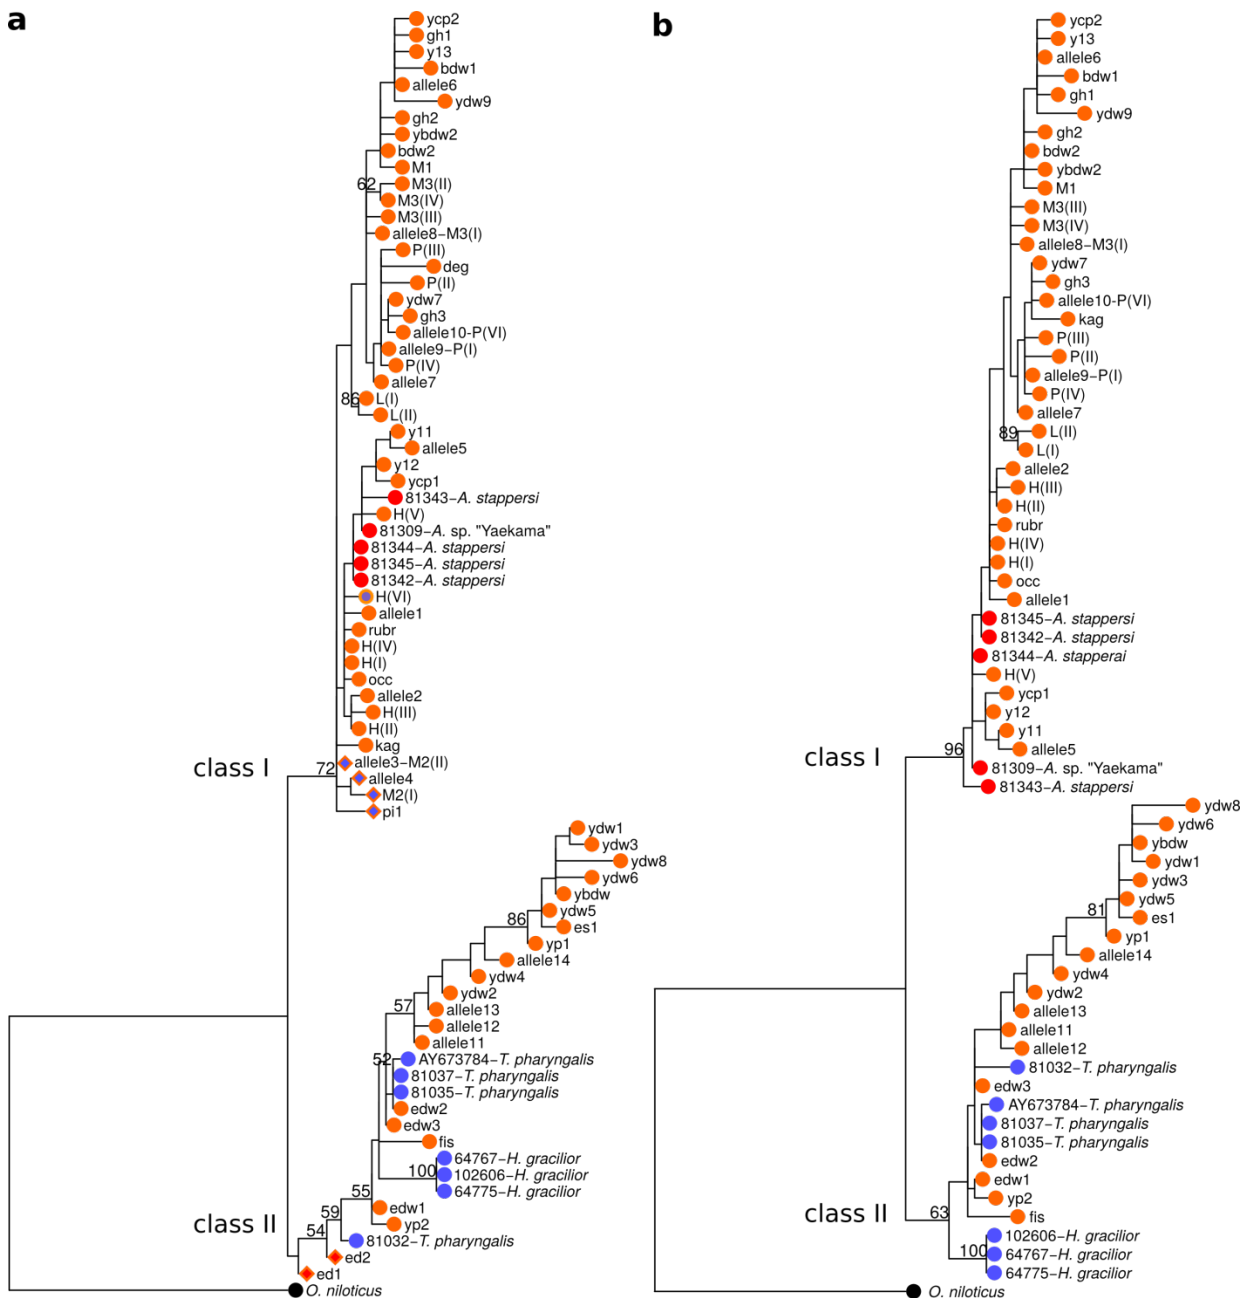 a
ycp2
gh1
y13
bdw1
allele6
ydw9
gh2
ybdw2
bdw2
M1
62
M3(II)
M3(IV)
M3(III)
allele8–M3(I)
P(III)
deg
P(II)
ydw7
gh3
allele10-P(VI)
allele9–P(I)
P(IV)
allele7
86
L(I)
L(II)
y11
allele5
y12
ycp1
81343–A. stappersi
H(V)
81309–A. sp. "Yaekama"
81344–A. stappersi
81345–A. stappersi
81342–A. stappersi
H(VI)
allele1
rubr
H(IV)
H(I)
occ
allele2
H(III)
H(II)
kag
class I
72
allele3–M2(II)
allele4
M2(I)
pi1
ydw1
ydw3
ydw8
ydw6
ybdw
86
ydw5
es1
yp1
allele14
ydw4
ydw2
57
allele13
allele12
allele11
52
AY673784–T. pharyngalis
81037–T. pharyngalis
81035–T. pharyngalis
edw2
edw3
fis
64767–H. gracilior
100
102606–H. gracilior
64775–H. gracilior
55
edw1
class II
59
yp2
54
81032–T. pharyngalis
ed2
ed1
O. niloticus
b
ycp2
y13
allele6
bdw1
gh1
ydw9
gh2
bdw2
ybdw2
M1
M3(III)
M3(IV)
allele8–M3(I)
ydw7
gh3
allele10-P(VI)
kag
P(III)
P(II)
allele9–P(I)
P(IV)
allele7
89
L(II)
L(I)
allele2
H(III)
H(II)
rubr
H(IV)
H(I)
occ
allele1
81345–A. stappersi
81342–A. stappersi
81344–A. stapperai
H(V)
ycp1
y12
y11
class I
96
allele5
81309–A. sp. "Yaekama"
81343–A. stappersi
ydw8
ydw6
ybdw
ydw1
ydw3
ydw5
81
es1
yp1
allele14
ydw4
ydw2
allele13
allele11
allele12
81032–T. pharyngalis
edw3
AY673784–T. pharyngalis
81037–T. pharyngalis
81035–T. pharyngalis
edw2
edw1
yp2
class II
63
fis
102606–H. gracilior
100
64767–H. gracilior
64775–H. gracilior
O. niloticus